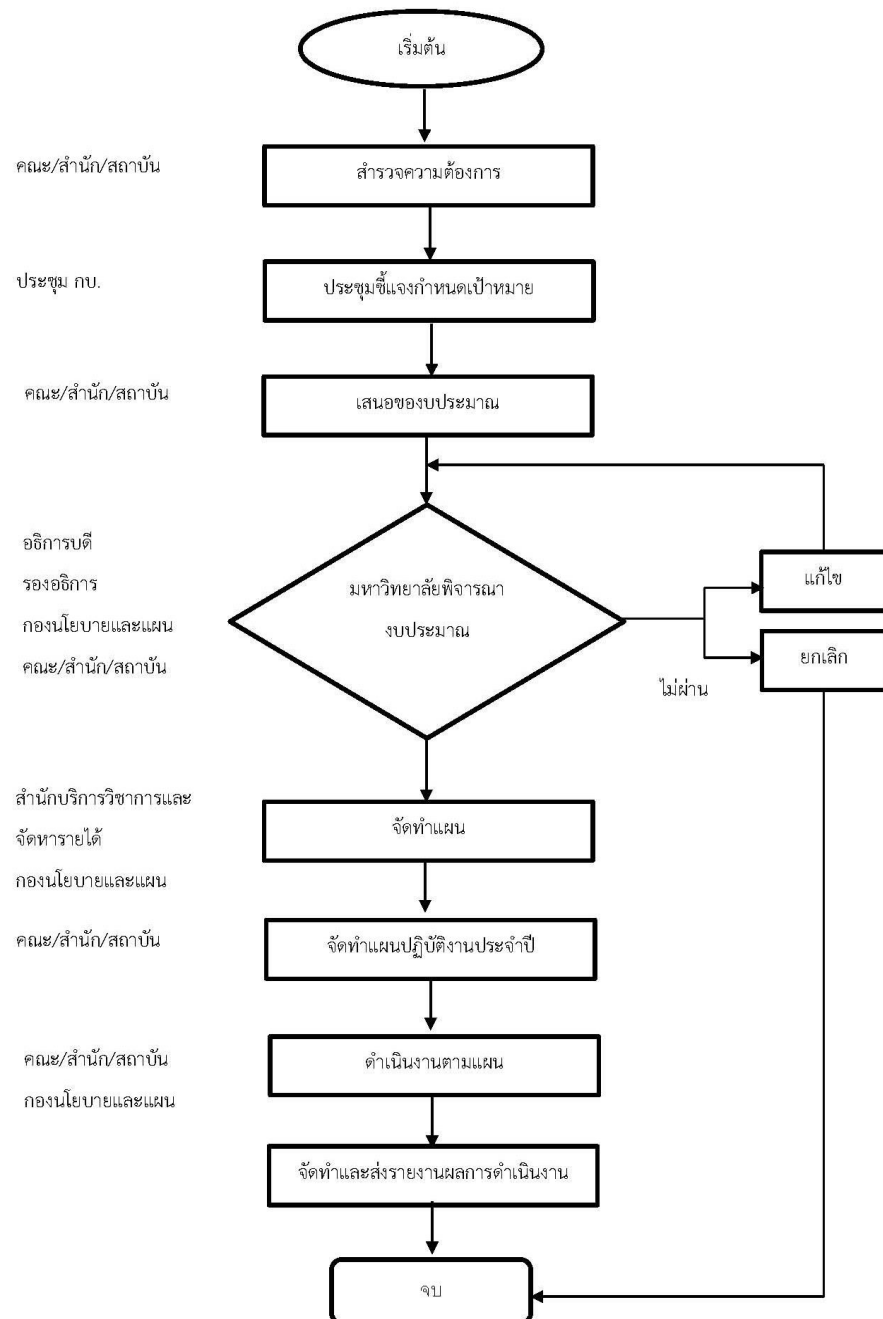 เริ่มต้น
คณะ/สำนัก/สถาบัน
สำรวจความต้องการ
ประชุม กบ.
ประชุมชี้แจงกำหนดเป้าหมาย
คณะ/สำนัก/สถาบัน
เสนอของบประมาณ
อธิการบดี
รองอธิการ
กองนโยบายและแผน
คณะ/สำนัก/สถาบัน
มหาวิทยาลัยพิจารณา
งบประมาณ
แก้ไข
ยกเลิก
ไม่ผ่าน
สำนักบริการวิชาการและ
จัดหารายได้
กองนโยบายและแผน
จัดทำแผน
คณะ/สำนัก/สถาบัน
จัดทำแผนปฏิบัติงานประจำปี
คณะ/สำนัก/สถาบัน
กองนโยบายและแผน
ดำเนินงานตามแผน
จัดทำและส่งรายงานผลการดำเนินงาน
จบ